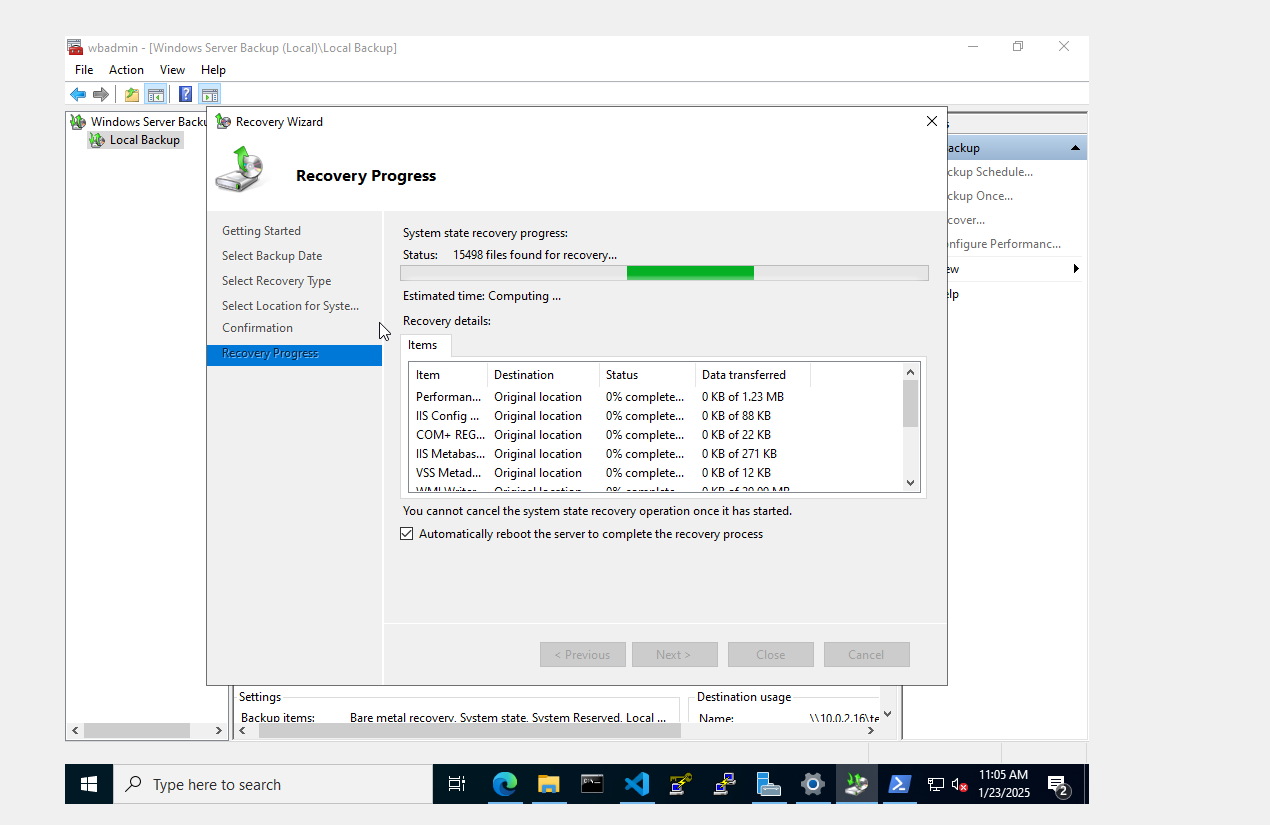 wbadmin - [Windows Server Backup (Local)\Local Backup]
File Action View Help
Windows Server Backu
Local Backup
Recovery Wizard
Recovery Progress
Getting Started
Select Backup Date
Select Recovery Type
Select Location for Syste...
Confirmation
Recovery Progress
System state recovery progress:
Status: 15498 files found for recovery...
Estimated time: Computing ...
Recovery details:
Items
Item Destination Status Data transferred
Performan... Original location 0% complete... 0 KB of 1.23 MB
IIS Config ... Original location 0% complete... 0 KB of 88 KB
COM+ REG... Original location 0% complete... 0 KB of 22 KB
IIS Metabas... Original location 0% complete... 0 KB of 271 KB
VSS Metad... Original location 0% complete... 0 KB of 12 KB
WMI Writer Original location 0% complete
You cannot cancel the system state recovery operation once it has started.
Automatically reboot the server to complete the recovery process
< Previous Next > Close Cancel
s
ackup
ckup Schedule...
ckup Once...
cover...
nfigure Performanc...
ew
elp
Settings
Backup items: Bare metal recovery, System state, System Reserved, Local ...
Destination usage
Name: \\10.0.2.16\te
Type here to search
11:05 AM
1/23/2025
2